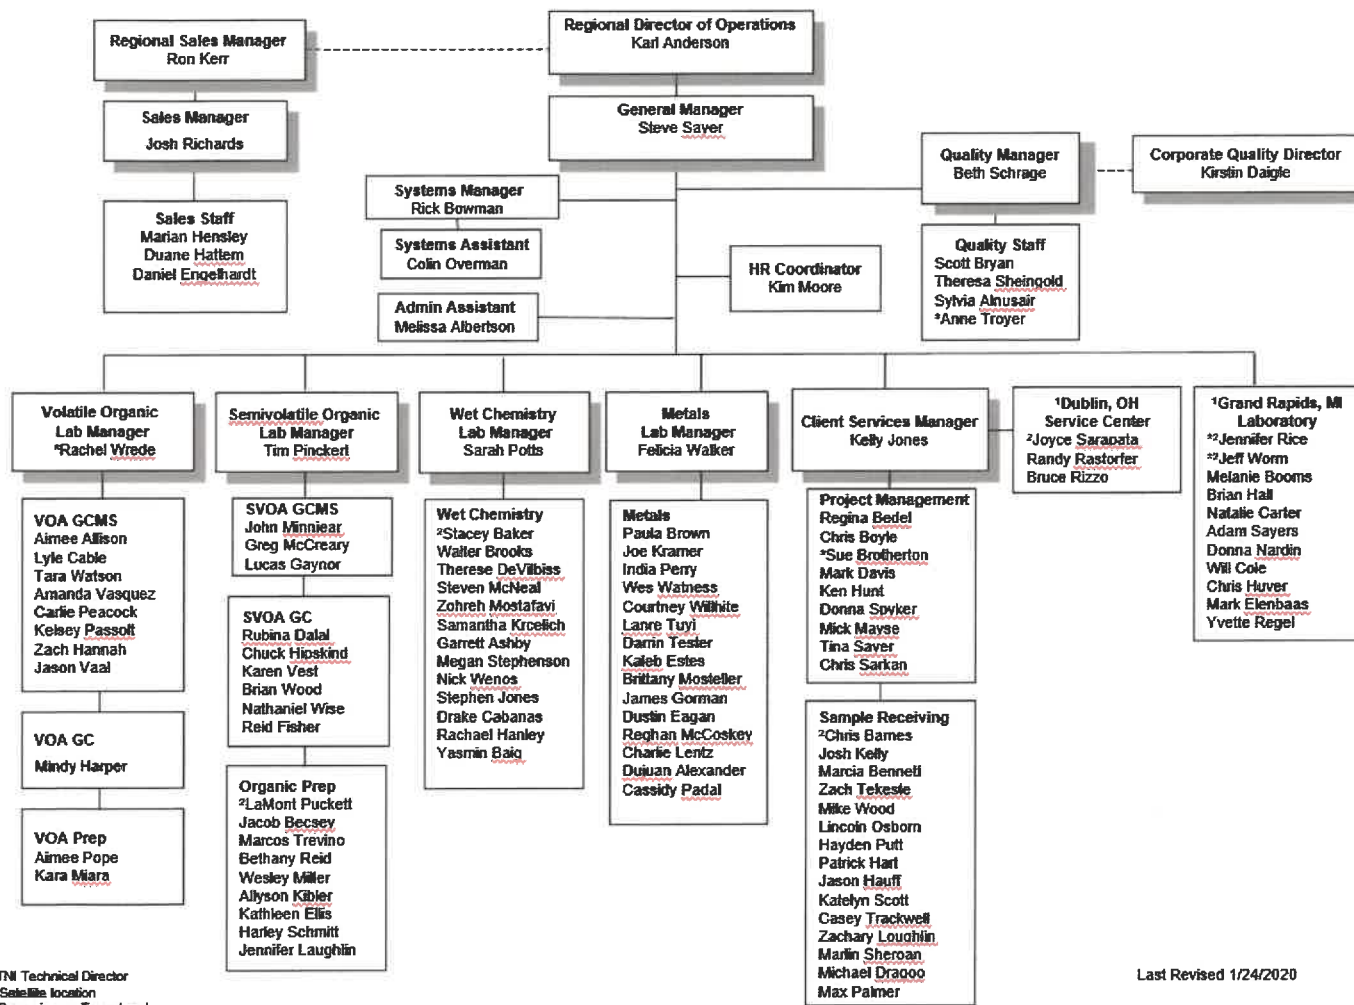 Regional Director of Operations
Karl Anderson
Regional Sales Manager
Ron Kerr
General Manager
Steve Sayer
Sales Manager
Josh Richards
Quality Manager
Beth Schrage
Corporate Quality Director
Kirstin Daigle
Systems Manager
Rick Bowman
Sales Staff
Marian Hensley
Duane Hattem
Daniel Engelhardt
Systems Assistant
Colin Overman
Quality Staff
Scott Bryan
Theresa Sheingold
Sylvia Alnusair
*Anne Troyer
HR Coordinator
Kim Moore
Admin Assistant
Melissa Albertson
Volatile Organic
Lab Manager
*Rachel Wrede
Semivolatile Organic
Lab Manager
Tim Pinckert
Wet Chemistry
Lab Manager
Sarah Potts
Metals
Lab Manager
Felicia Walker
Client Services Manager
Kelly Jones
¹Dublin, OH
Service Center
²Joyce Sarapata
Randy Rastorfer
Bruce Rizzo
¹Grand Rapids, MI
Laboratory
*²Jennifer Rice
*²Jeff Worm
Melanie Booms
Brian Hall
Natalie Carter
Adam Sayers
Donna Nardin
Will Cole
Chris Huver
Mark Elenbaas
Yvette Regel
VOA GCMS
Aimee Allison
Lyle Cable
Tara Watson
Amanda Vasquez
Carlie Peacock
Kelsey Passolt
Zach Hannah
Jason Vaal
VOA GC
Mindy Harper
VOA Prep
Aimee Pope
Kara Miara
SVOA GCMS
John Minniear
Greg McCreary
Lucas Gaynor
SVOA GC
Rubina Dalal
Chuck Hipskind
Karen Vest
Brian Wood
Nathaniel Wise
Reid Fisher
Organic Prep
²LaMont Puckett
Jacob Becsey
Marcos Trevino
Bethany Reid
Wesley Miller
Allyson Kibler
Kathleen Ellis
Harley Schmitt
Jennifer Laughlin
Wet Chemistry
²Stacey Baker
Walter Brooks
Therese DeVilbiss
Steven McNeal
Zohreh Mostafavi
Samantha Krcelich
Garrett Ashby
Megan Stephenson
Nick Wenos
Stephen Jones
Drake Cabanas
Rachael Hanley
Yasmin Baig
Metals
Paula Brown
Joe Kramer
India Perry
Wes Watness
Courtney Wilhite
Lanre Tuyi
Darrin Tester
Kaleb Estes
Brittany Mosteller
James Gorman
Dustin Eagan
Reghan McCoskey
Charlie Lentz
Dujuan Alexander
Cassidy Padal
Project Management
Regina Bedel
Chris Boyle
*Sue Brotherton
Mark Davis
Ken Hunt
Donna Spyker
Mick Mayse
Tina Sayer
Chris Sarkan
Sample Receiving
²Chris Barnes
Josh Kelly
Marcia Bennett
Zach Tekeste
Mike Wood
Lincoln Osborn
Hayden Putt
Patrick Hart
Jason Hauff
Katelyn Scott
Casey Trackwell
Zachary Loughlin
Marlin Sheroan
Michael Dragoo
Max Palmer
TNI Technical Director
Satellite location
Last Revised 1/24/2020